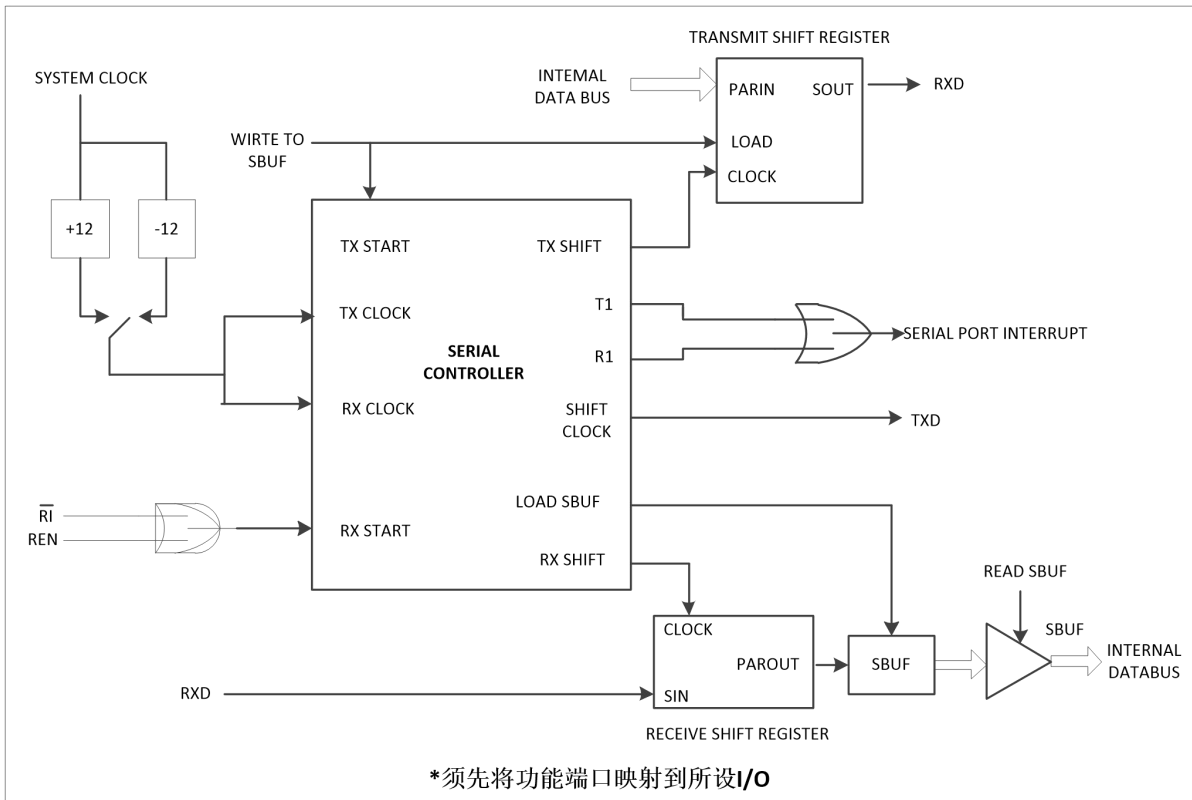 TRANSMIT SHIFT REGISTER
SYSTEM CLOCK
INTEMAL
DATA BUS
PARIN
SOUT
RXD
WIRTE TO
SBUF
LOAD
CLOCK
+12
-12
TX START
TX SHIFT
TX CLOCK
T1
SERIAL PORT INTERRUPT
R1
SERIAL
CONTROLLER
RX CLOCK
SHIFT
CLOCK
TXD
LOAD SBUF
R̅I̅
REN
RX START
RX SHIFT
READ SBUF
CLOCK
SBUF
PAROUT
SBUF
INTERNAL
DATABUS
RXD
SIN
RECEIVE SHIFT REGISTER
*须先将功能端口映射到所设I/O